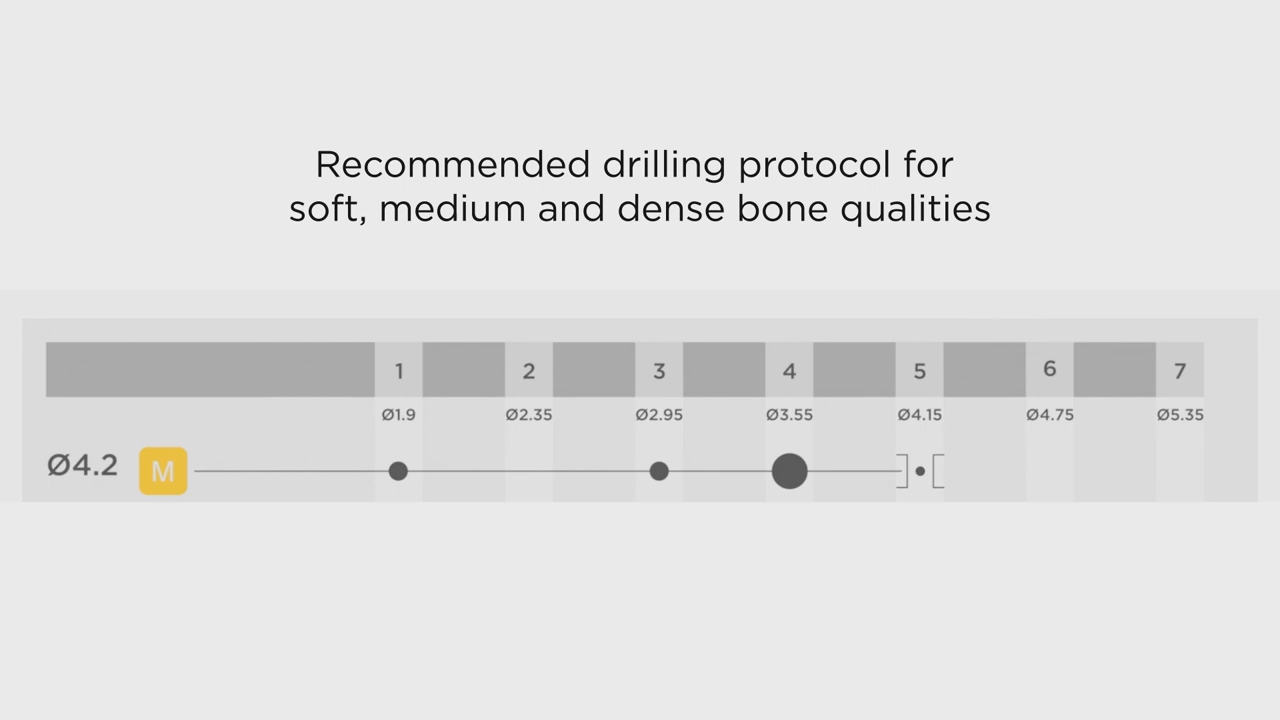 Recommended drilling protocol for
soft, medium and dense bone qualities
1 2 3 4 5 6 7
Ø1.9 Ø2.35 Ø2.95 Ø3.55 Ø4.15 Ø4.75 Ø5.35
Ø4.2 M